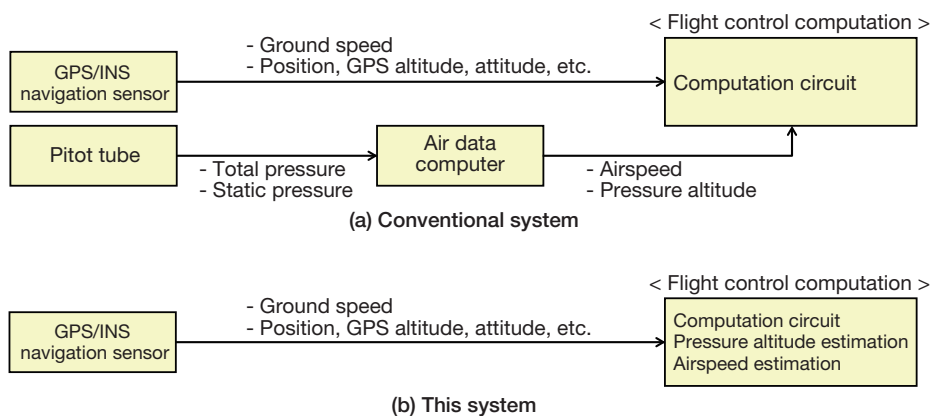 < Flight control computation >
- Ground speed
- Position, GPS altitude, attitude, etc.
GPS/INS
navigation sensor
Computation circuit
Pitot tube
- Total pressure
- Static pressure
Air data
computer
- Airspeed
- Pressure altitude
(a) Conventional system
< Flight control computation >
- Ground speed
- Position, GPS altitude, attitude, etc.
GPS/INS
navigation sensor
Computation circuit
Pressure altitude estimation
Airspeed estimation
(b) This system